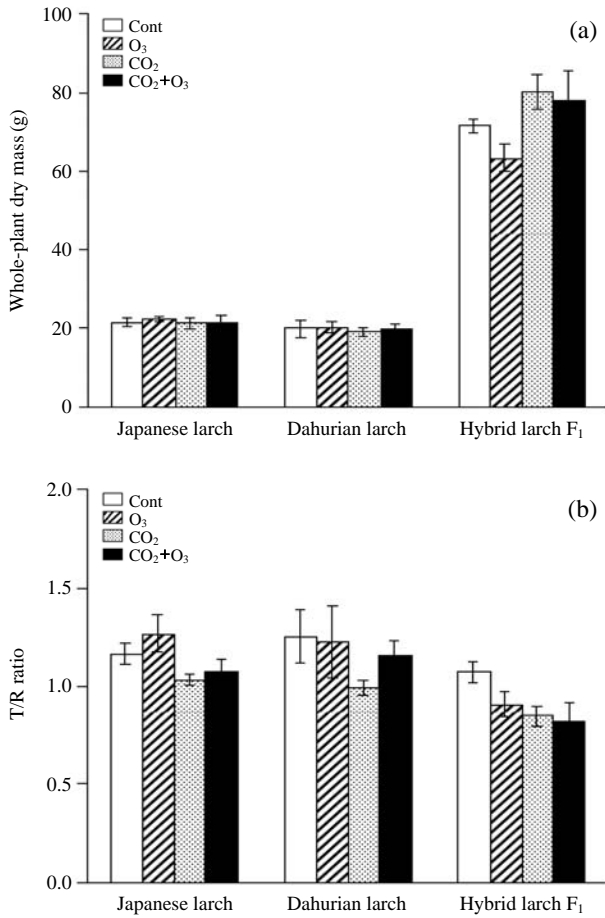 100
80
60
40
20
0
Whole-plant dry mass (g)
Cont
O₃
CO₂
CO₂+O₃
(a)
Japanese larch Dahurian larch Hybrid larch F₁
2.0
1.5
1.0
0.5
0.0
T/R ratio
Cont
O₃
CO₂
CO₂+O₃
(b)
Japanese larch Dahurian larch Hybrid larch F₁